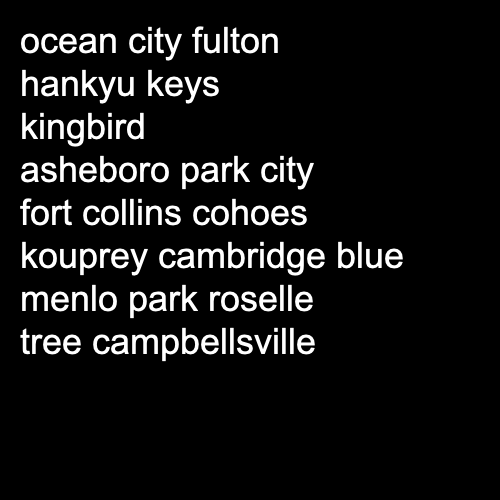 ocean city fulton
hankyu keys
kingbird
asheboro park city
fort collins cohoes
kouprey cambridge blue
menlo park roselle
tree campbellsville